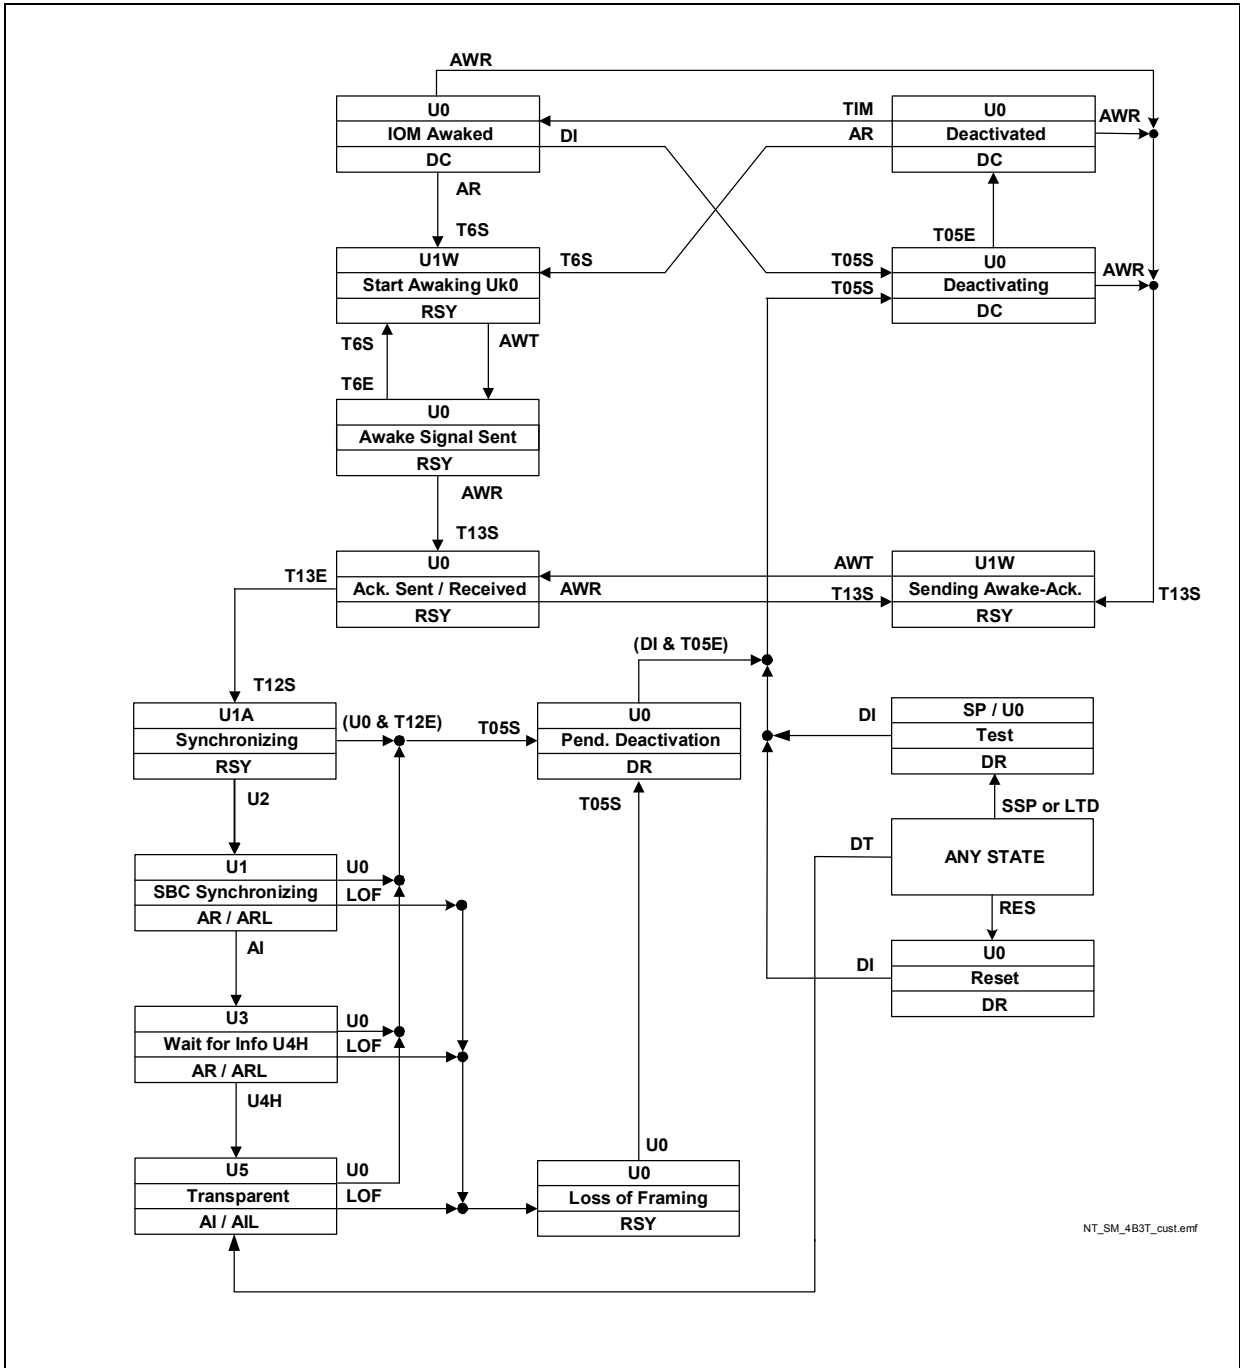 AWR
U0
IOM Awaked
DC
TIM
DI
AR
U0
Deactivated
DC
AWR
AR
T6S
U1W
Start Awaking Uk0
RSY
T6S
T05S
T05S
T05E
U0
Deactivating
DC
AWR
T6S
T6E
AWT
U0
Awake Signal Sent
RSY
AWR
T13S
T13E
U0
Ack. Sent / Received
RSY
AWR
AWT
T13S
U1W
Sending Awake-Ack.
RSY
T13S
T12S
U1A
Synchronizing
RSY
(U0 & T12E)
T05S
(DI & T05E)
U0
Pend. Deactivation
DR
T05S
DI
SP / U0
Test
DR
SSP or LTD
U2
U1
SBC Synchronizing
AR / ARL
U0
LOF
DT
ANY STATE
RES
AI
DI
U0
Reset
DR
U3
Wait for Info U4H
AR / ARL
U0
LOF
U4H
U5
Transparent
AI / AIL
U0
LOF
U0
U0
Loss of Framing
RSY
NT_SM_4B3T_cust.emf